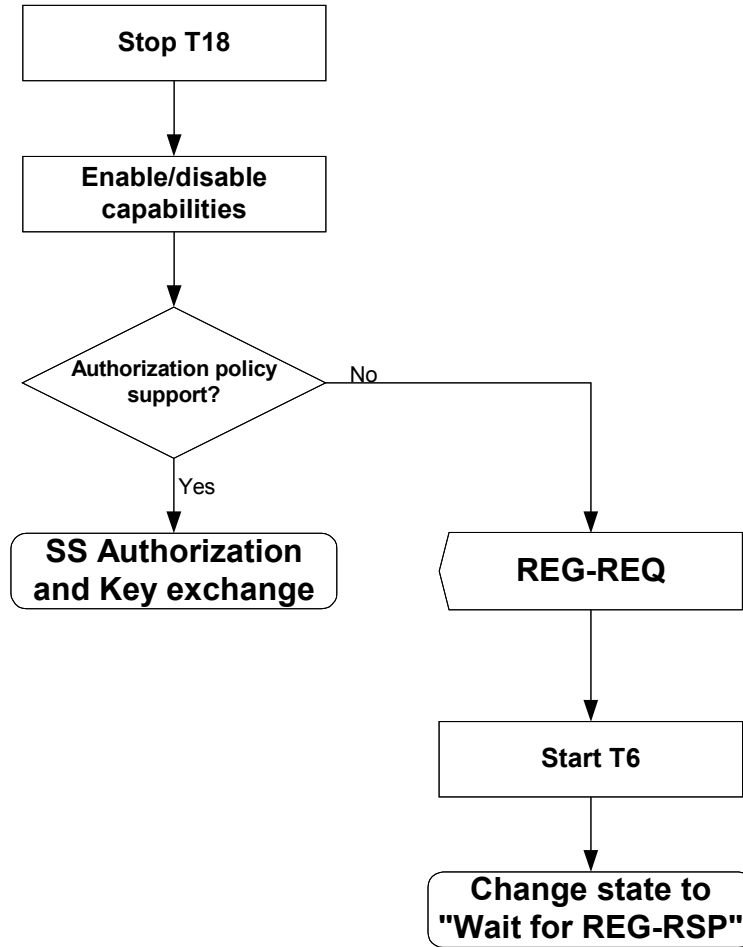 Stop T18
Enable/disable
capabilities
Authorization policy
support?
No
Yes
SS Authorization
and Key exchange
REG-REQ
Start T6
Change state to
"Wait for REG-RSP"